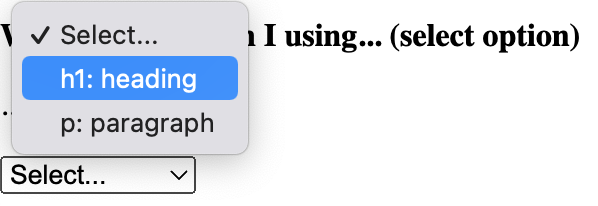 Select...
I using... (select option)
h1: heading
p: paragraph
Select...